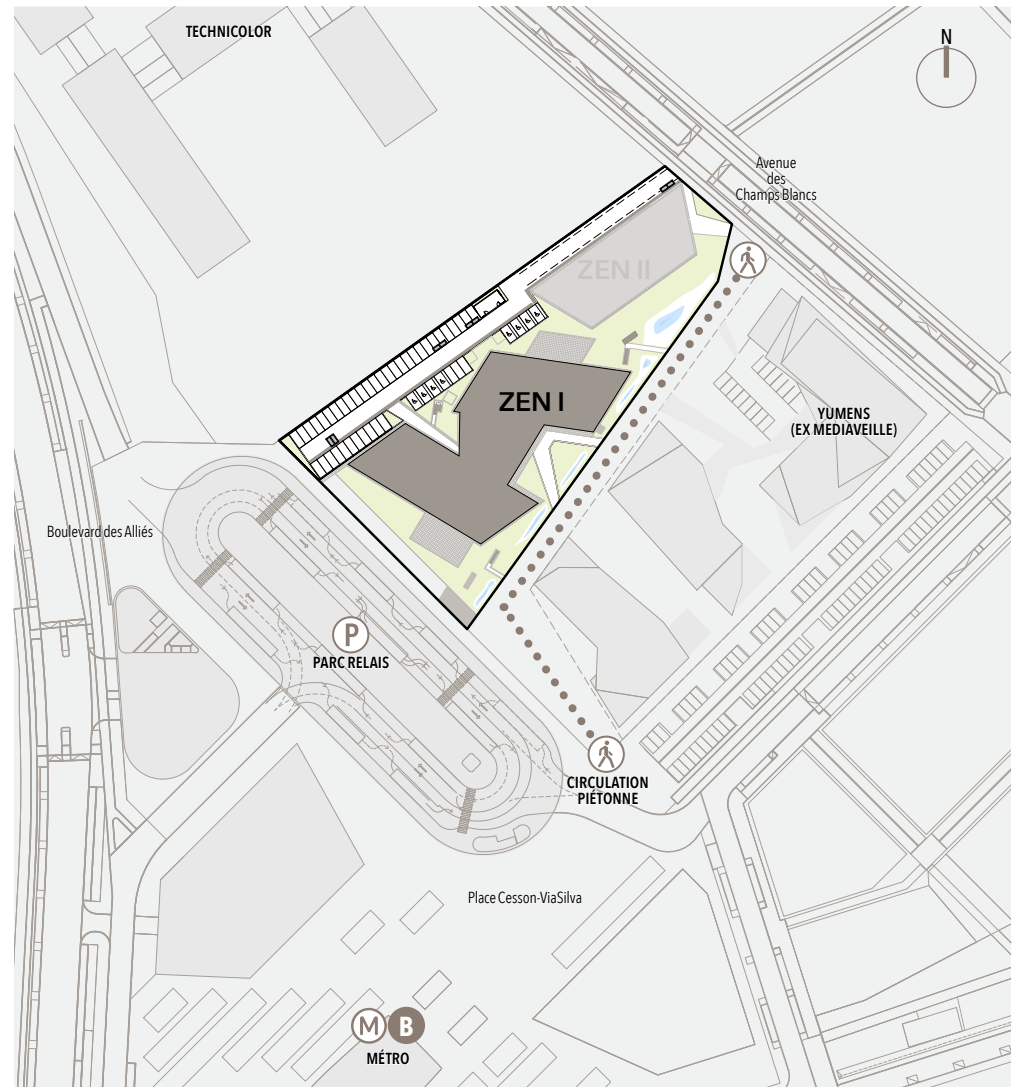 TECHNICOLOR
N
Avenue
des
Champs Blancs
ZEN II
ZEN I
YUMENS
(EX MEDIAVEILLE)
Boulevard des Alliés
P
PARC RELAIS
CIRCULATION
PIÉTONNE
Place Cesson-ViaSilva
M B
MÉTRO